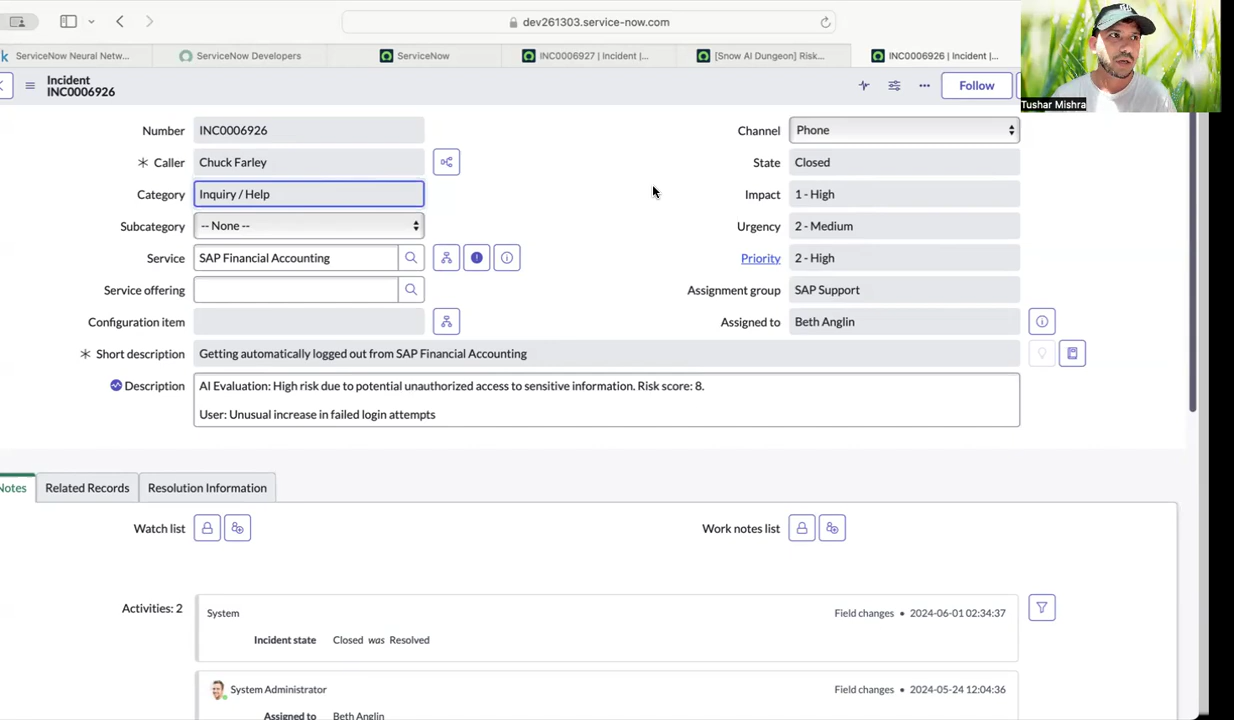 dev261303.service-now.com
ServiceNow Neural Netw...
ServiceNow Developers
ServiceNow
INC0006927 | Incident |...
[Snow AI Dungeon] Risk...
INC0006926 | Incident |...
Incident
INC0006926
Follow
Tushar Mishra
Number INC0006926
Channel Phone
Caller Chuck Farley
State Closed
Category Inquiry / Help
Impact 1 - High
Subcategory -- None --
Urgency 2 - Medium
Service SAP Financial Accounting
Priority 2 - High
Service offering
Assignment group SAP Support
Configuration item
Assigned to Beth Anglin
Short description Getting automatically logged out from SAP Financial Accounting
Description AI Evaluation: High risk due to potential unauthorized access to sensitive information. Risk score: 8.
User: Unusual increase in failed login attempts
Notes Related Records Resolution Information
Watch list
Work notes list
Activities: 2
System Field changes • 2024-06-01 02:34:37
Incident state Closed was Resolved
System Administrator Field changes • 2024-05-24 12:04:36
Assigned to Beth Anglin